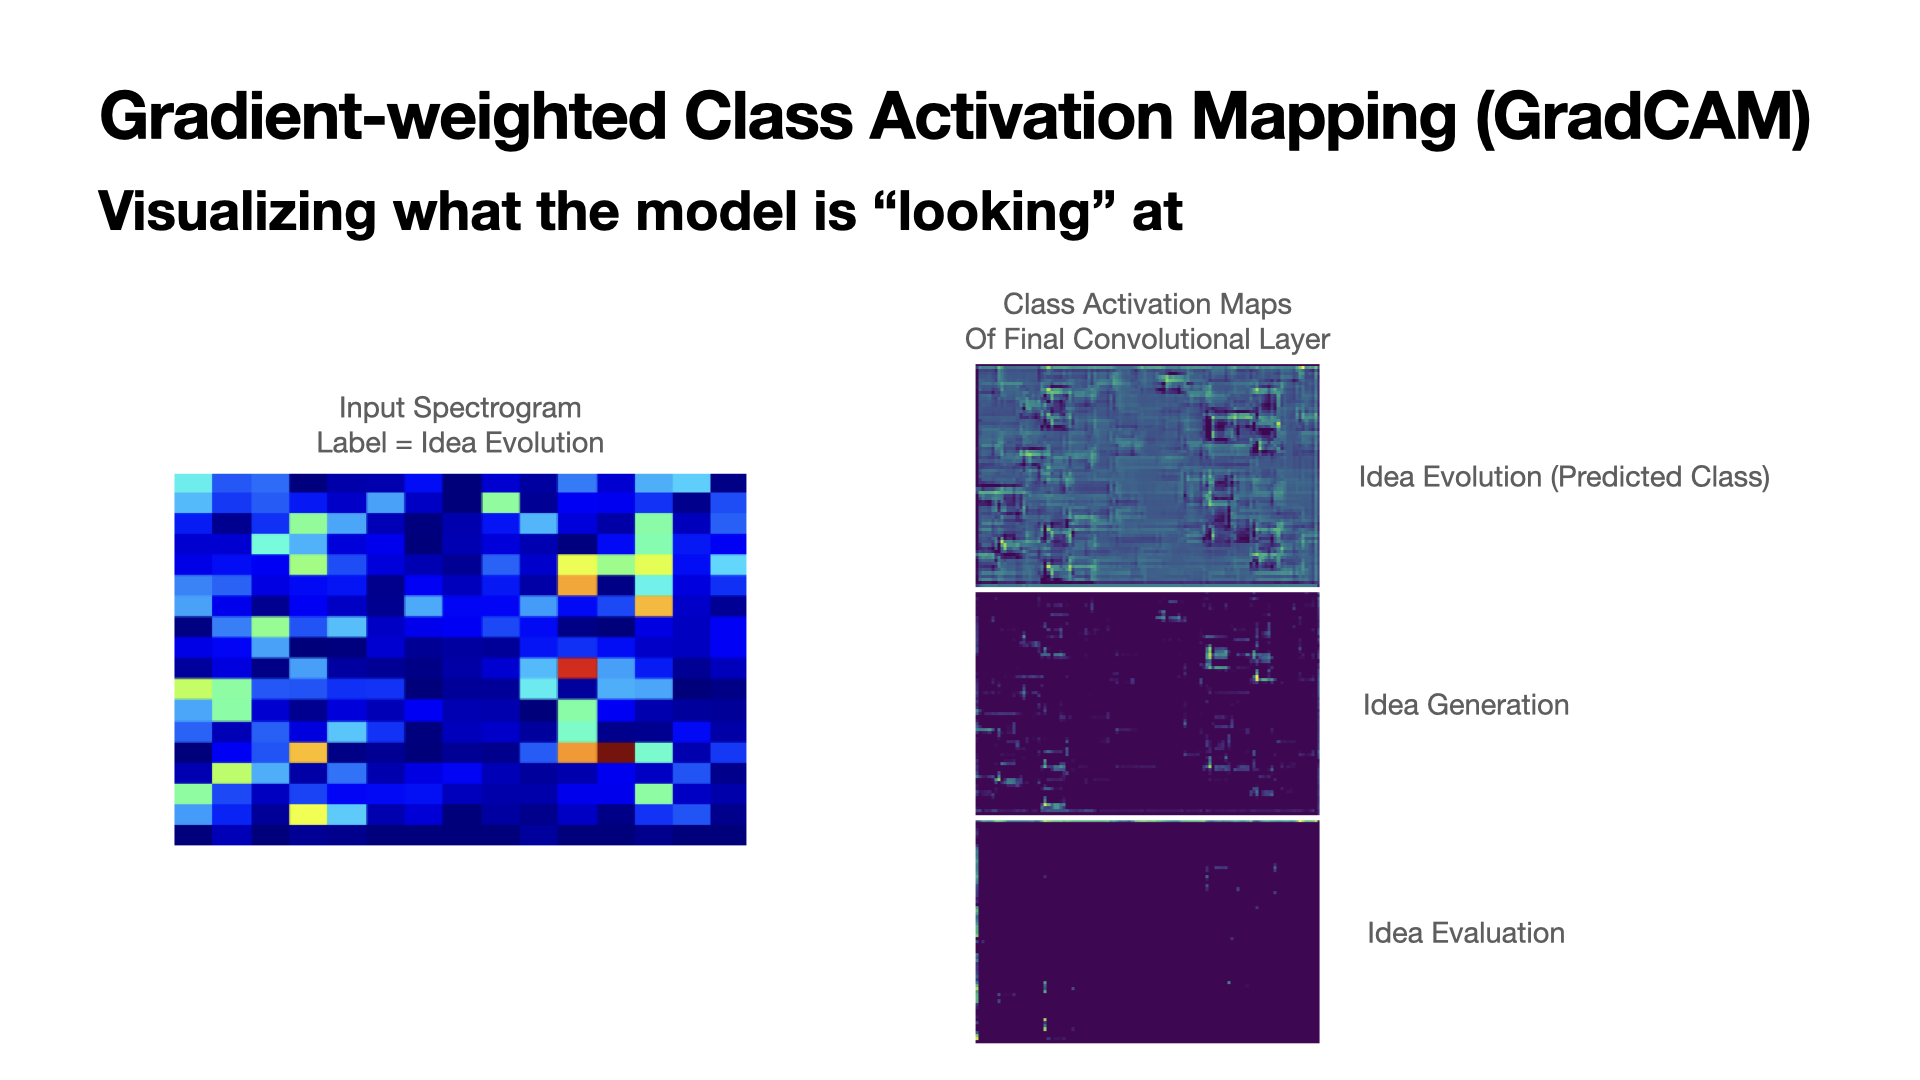 Gradient-weighted Class Activation Mapping (GradCAM)
Visualizing what the model is “looking” at
Input Spectrogram
Label = Idea Evolution
Class Activation Maps
Of Final Convolutional Layer
Idea Evolution (Predicted Class)
Idea Generation
Idea Evaluation